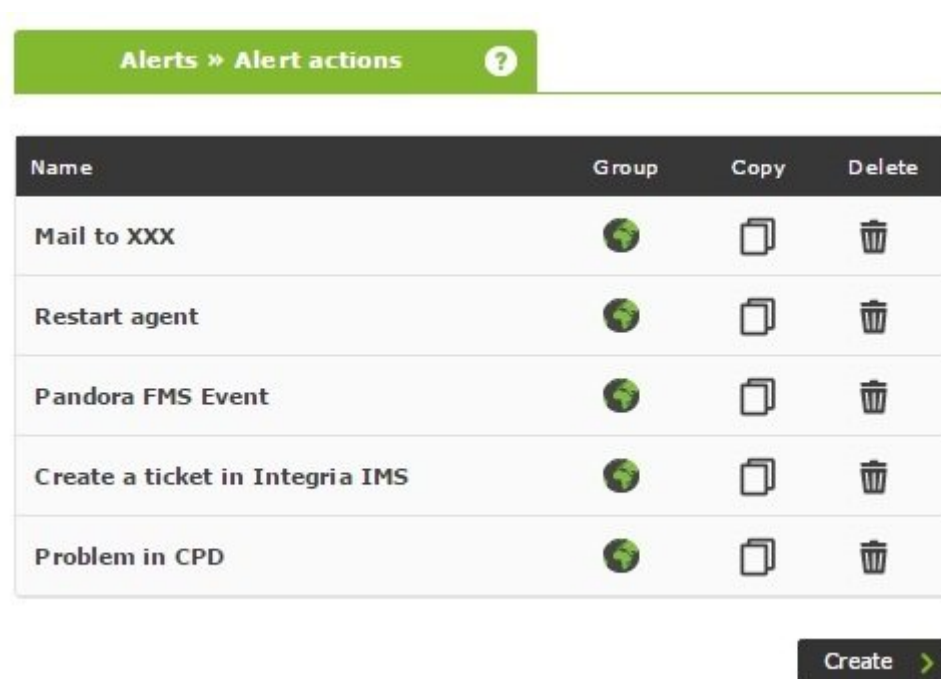 Alerts » Alert actions ?
Name Group Copy Delete
Mail to XXX
Restart agent
Pandora FMS Event
Create a ticket in Integria IMS
Problem in CPD
Create >